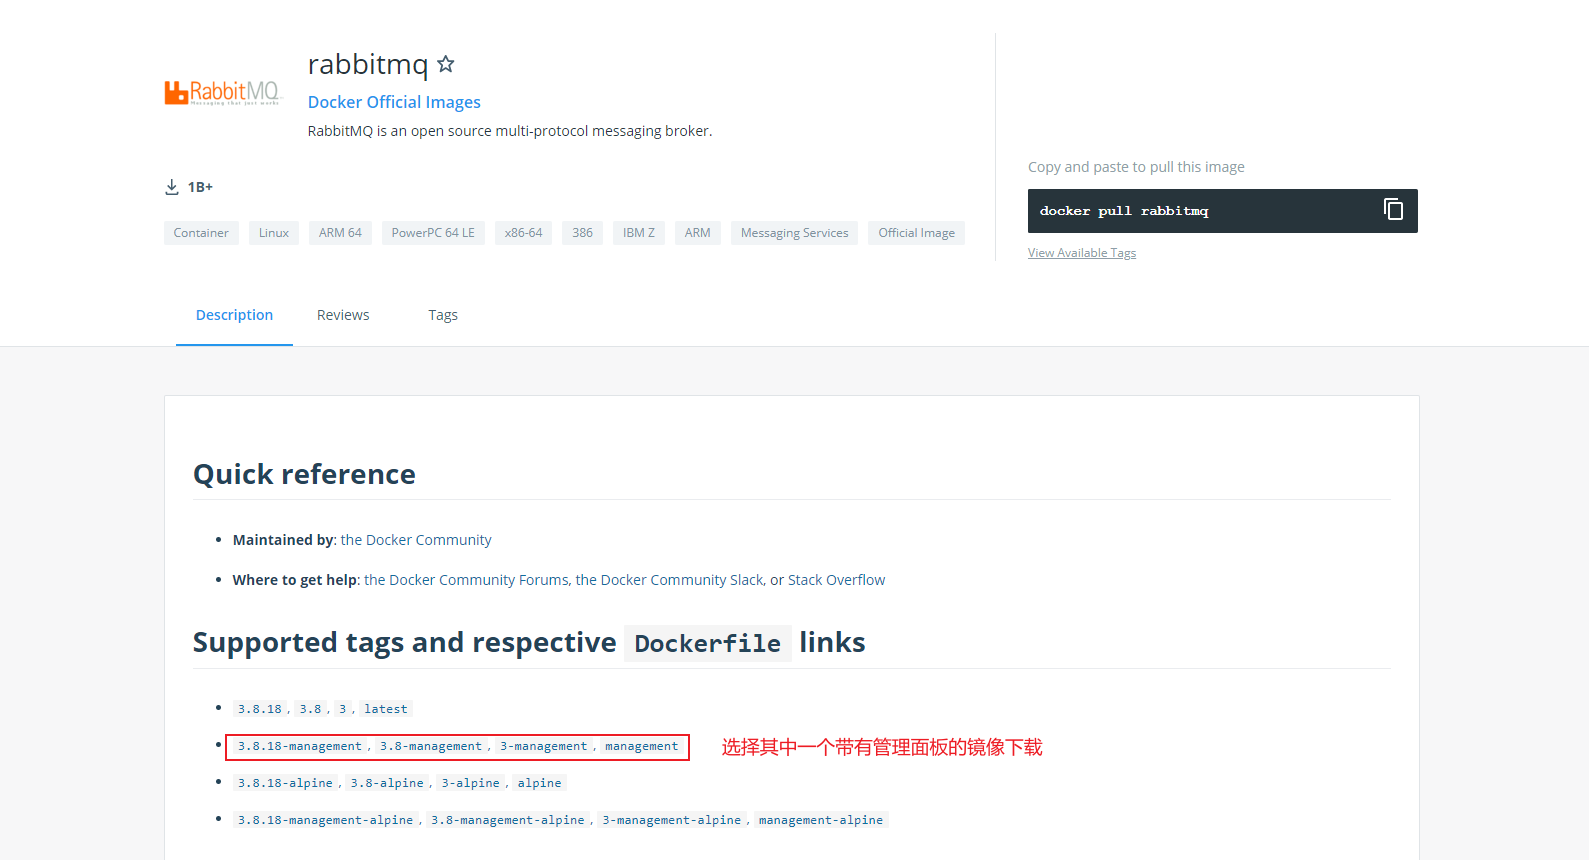 rabbitmq
RabbitMQ
Messaging that just works
Docker Official Images
RabbitMQ is an open source multi-protocol messaging broker.
1B+
Container Linux ARM 64 PowerPC 64 LE x86-64 386 IBM Z ARM Messaging Services Official Image
Copy and paste to pull this image
docker pull rabbitmq
View Available Tags
Description Reviews Tags
Quick reference
Maintained by: the Docker Community
Where to get help: the Docker Community Forums, the Docker Community Slack, or Stack Overflow
Supported tags and respective Dockerfile links
3.8.18, 3.8, 3, latest
3.8.18-management, 3.8-management, 3-management, management 选择其中一个带有管理面板的镜像下载
3.8.18-alpine, 3.8-alpine, 3-alpine, alpine
3.8.18-management-alpine, 3.8-management-alpine, 3-management-alpine, management-alpine